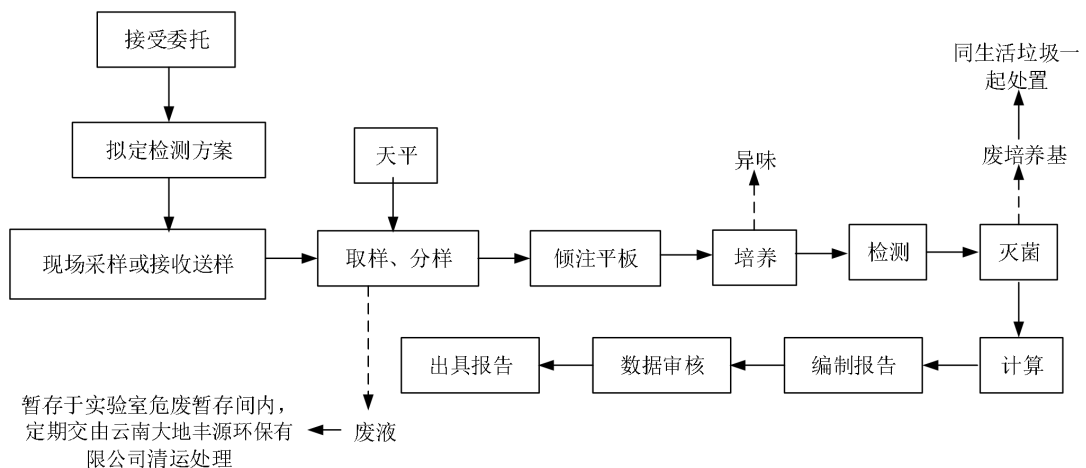 接受委托
同生活垃圾一
起处置
拟定检测方案
天平
异味
废培养基
现场采样或接收送样
取样、分样
倾注平板
培养
检测
灭菌
出具报告
数据审核
编制报告
计算
暂存于实验室危废暂存间内，
定期交由云南大地丰源环保有
限公司清运处理
废液